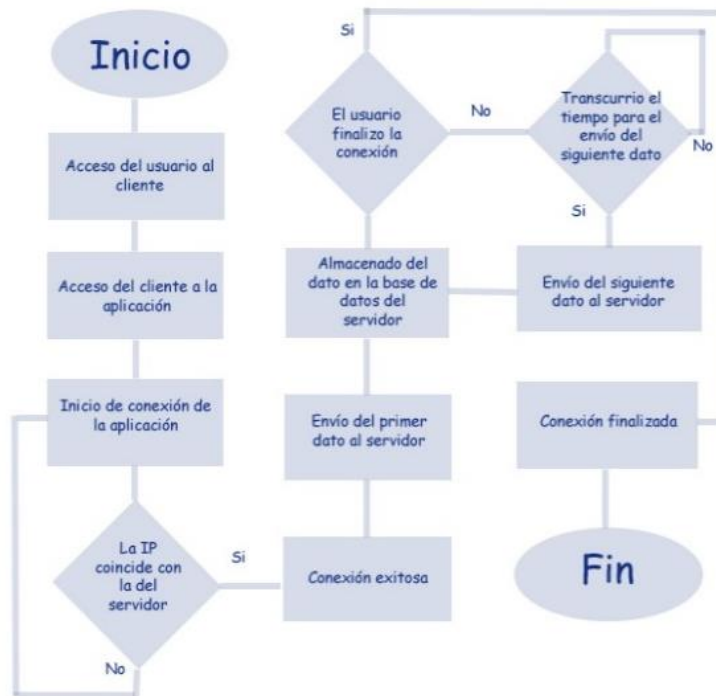 Inicio
Acceso del usuario al
cliente
Acceso del cliente a la
aplicación
Inicio de conexión de
la aplicación
La IP
coincide con
la del
servidor
No
Si
Conexión exitosa
Envío del primer
dato al servidor
Almacenado del
dato en la base de
datos del
servidor
El usuario
finalizo la
conexión
Si
No
Transcurrio el
tiempo para el
envío del
siguiente dato
No
Si
Envío del siguiente
dato al servidor
Conexión finalizada
Fin